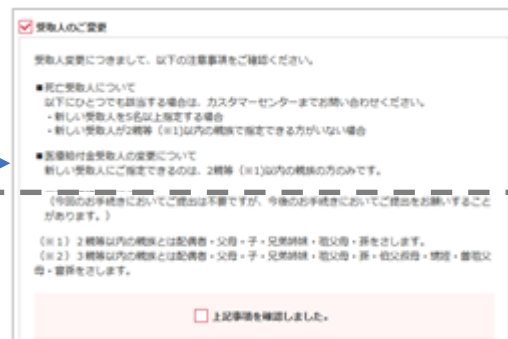 受取人のご変更
受取人変更につきまして、以下の注意事項をご確認ください。
■死亡受取人について
以下にひとつでも該当する場合は、カスタマーセンターまでお問い合わせください。
・新しい受取人を5名以上指定する場合
・新しい受取人が2親等（※1)以内の親族で指定できる方がいない場合
■医療給付金受取人の変更について
新しい受取人にご指定できるのは、2親等（※1)以内の親族の方のみです。
（今回のお手続きにおいてご提出は不要ですが、今後のお手続きにおいてご提出をお願いすること
があります。）
（※1）2親等以内の親族とは配偶者・父母・子・兄弟姉妹・祖父母・孫をさします。
（※2）3親等以内の親族とは配偶者・父母・子・兄弟姉妹・祖父母・孫・伯父叔母・甥姪・曽祖父
母・曽孫をさします。
上記事項を確認しました。